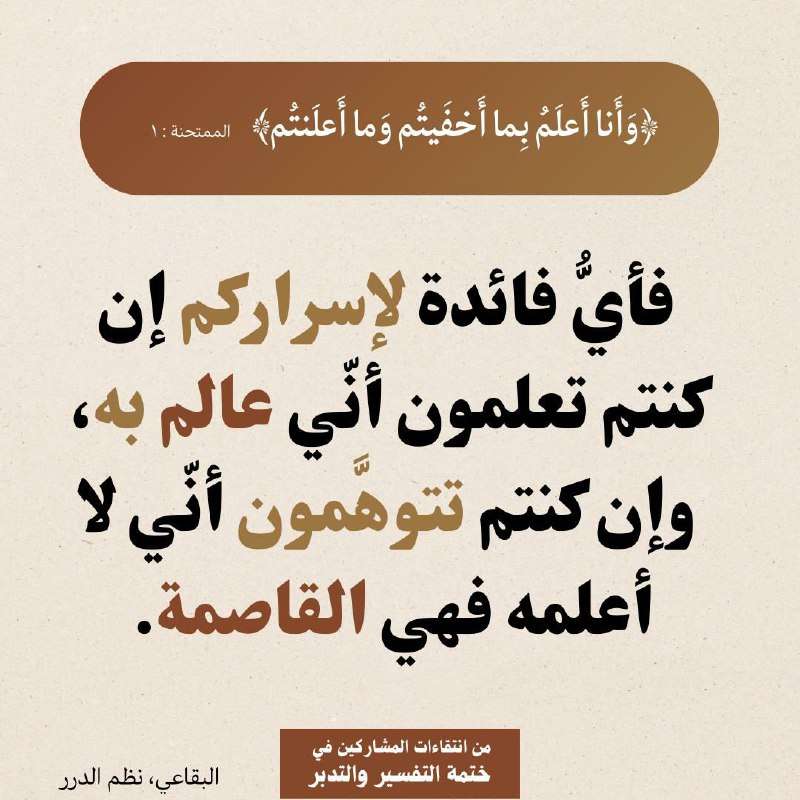 ﴿وَأَنا أَعلَمُ بِما أَخفَيتُم وَما أَعلَنتُم﴾ الممتحنة : ١
فأيُّ فائدة لإسراركم إن
كنتم تعلمون أنّي عالم به،
وإن كنتم تتوهَّمون أنّي لا
أعلمه فهي القاصمة.
من انتقاءات المشاركين في
ختمة التفسير والتدبر
البقاعي، نظم الدرر